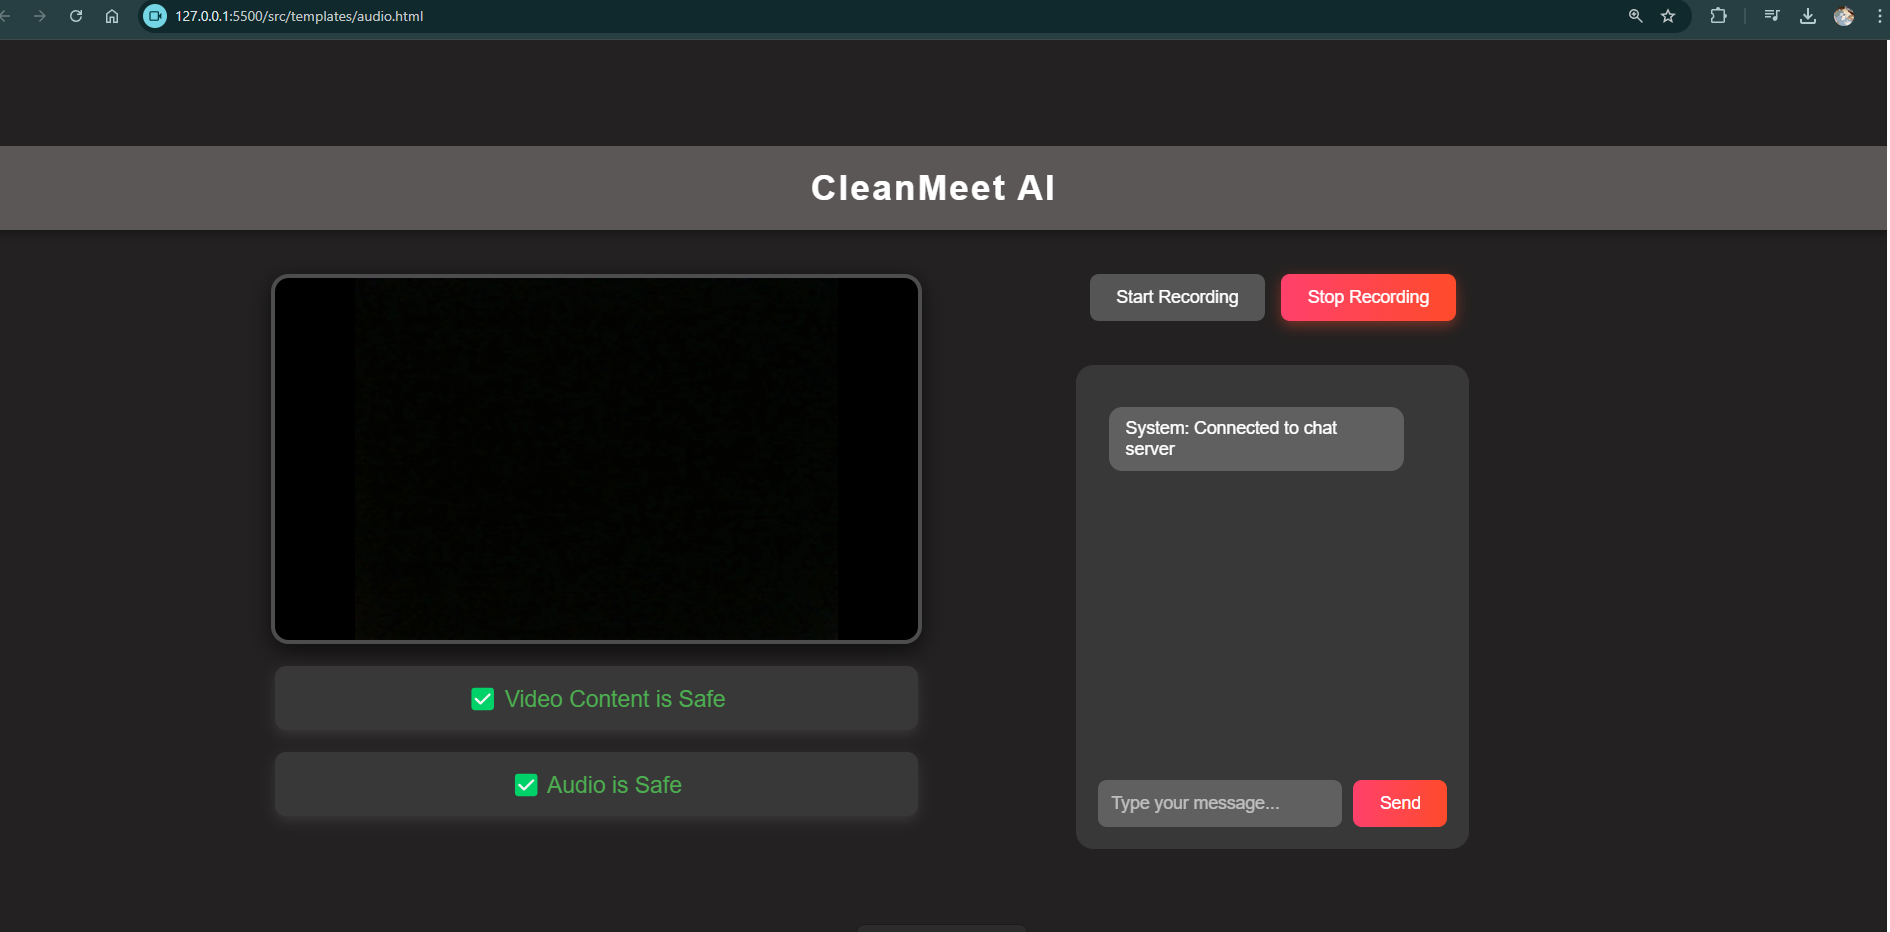 127.0.0.1:5500/src/templates/audio.html
CleanMeet AI
Start Recording
Stop Recording
System: Connected to chat
server
✅ Video Content is Safe
✅ Audio is Safe
Type your message...
Send